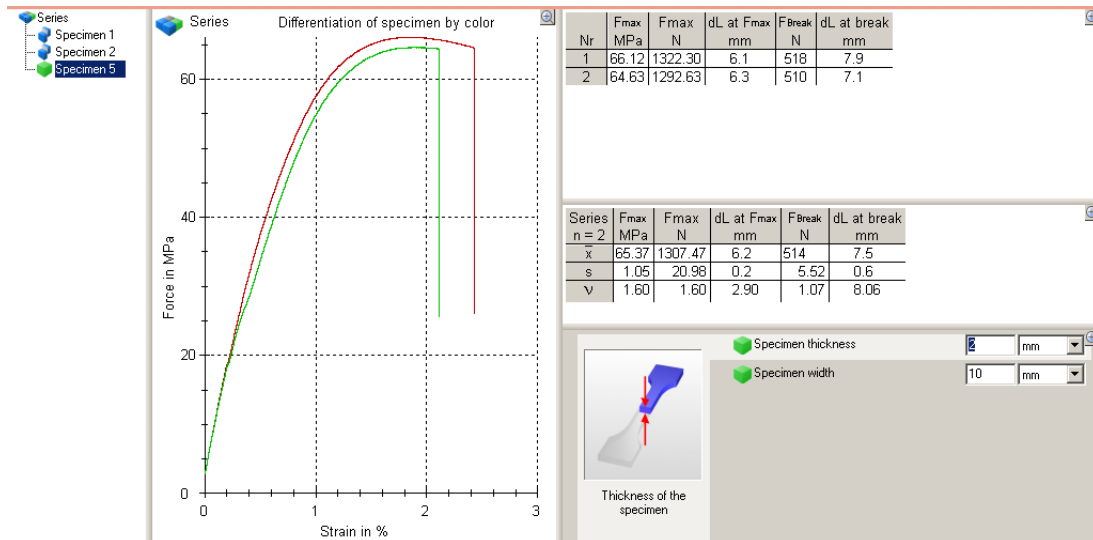 Series
Specimen 1
Specimen 2
Specimen 5
Series
Differentiation of specimen by color
Force in MPa
60
40
20
0
0 1 2 3
Strain in %
Fmax Fmax dL at Fmax FBreak dL at break
Nr MPa N mm N mm
1 66.12 1322.30 6.1 518 7.9
2 64.63 1292.63 6.3 510 7.1
Series Fmax Fmax dL at Fmax FBreak dL at break
n = 2 MPa N mm N mm
x̅ 65.37 1307.47 6.2 514 7.5
s 1.05 20.98 0.2 5.52 0.6
ν 1.60 1.60 2.90 1.07 8.06
Specimen thickness 2 mm
Specimen width 10 mm
Thickness of the
specimen